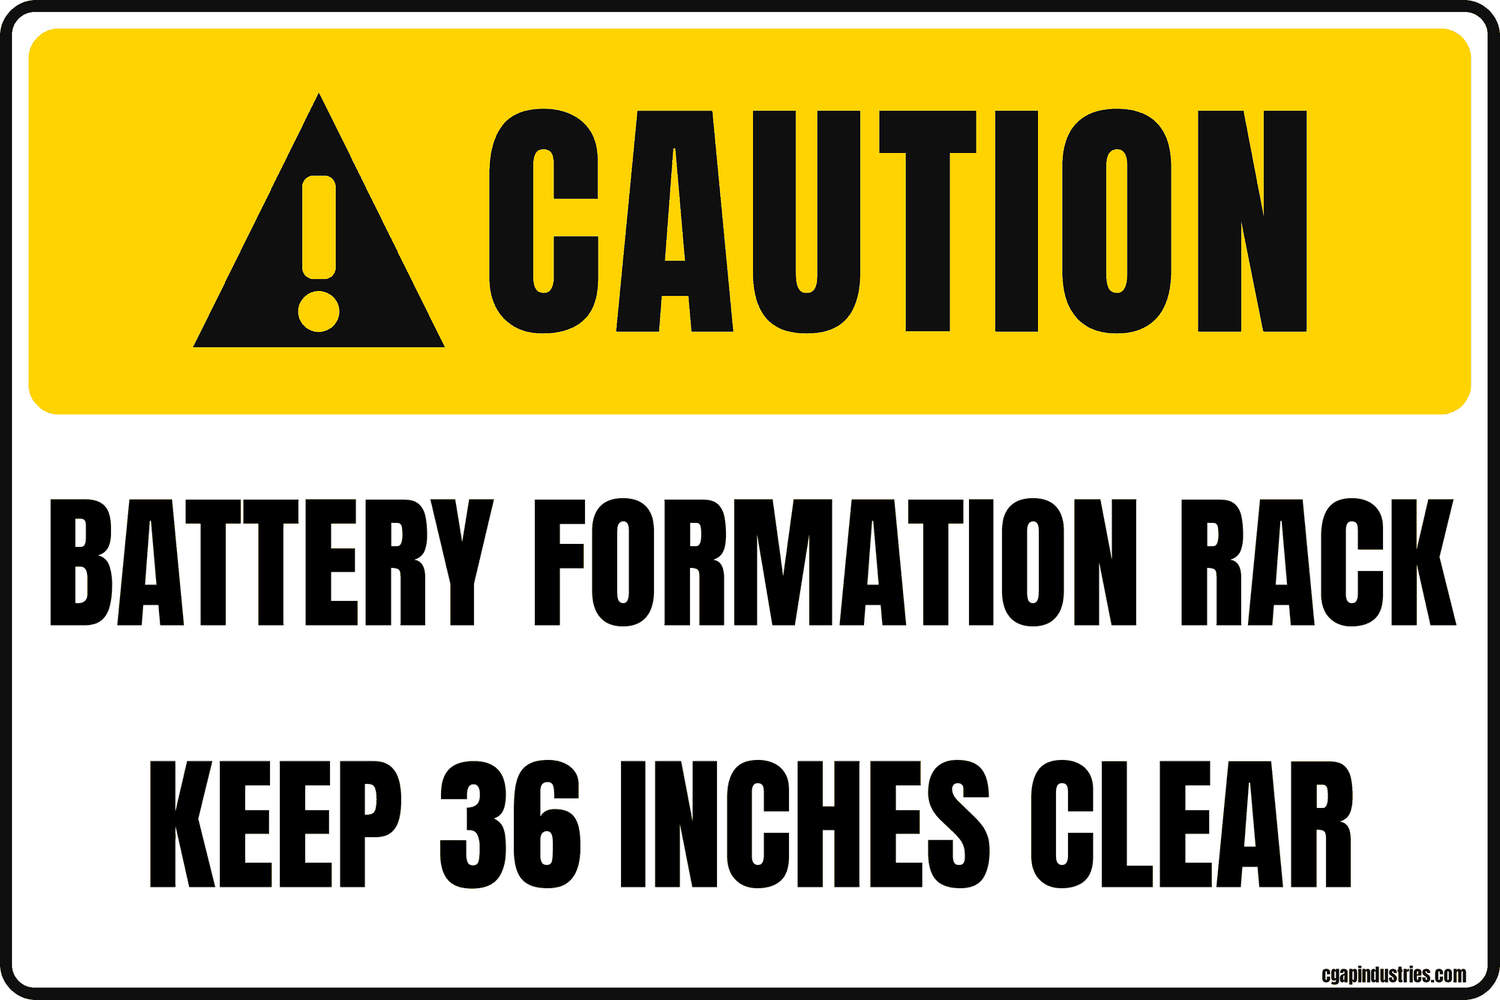 CAUTION
BATTERY FORMATION RACK
KEEP 36 INCHES CLEAR
cgapindustries.com